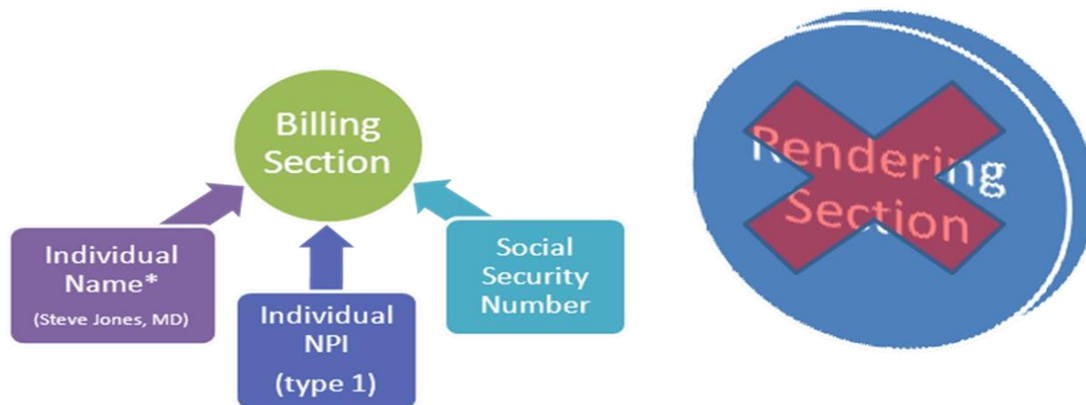 Billing
Section
Individual
Name*
(Steve Jones, MD)
Individual
NPI
(type 1)
Social
Security
Number
Rendering
Section